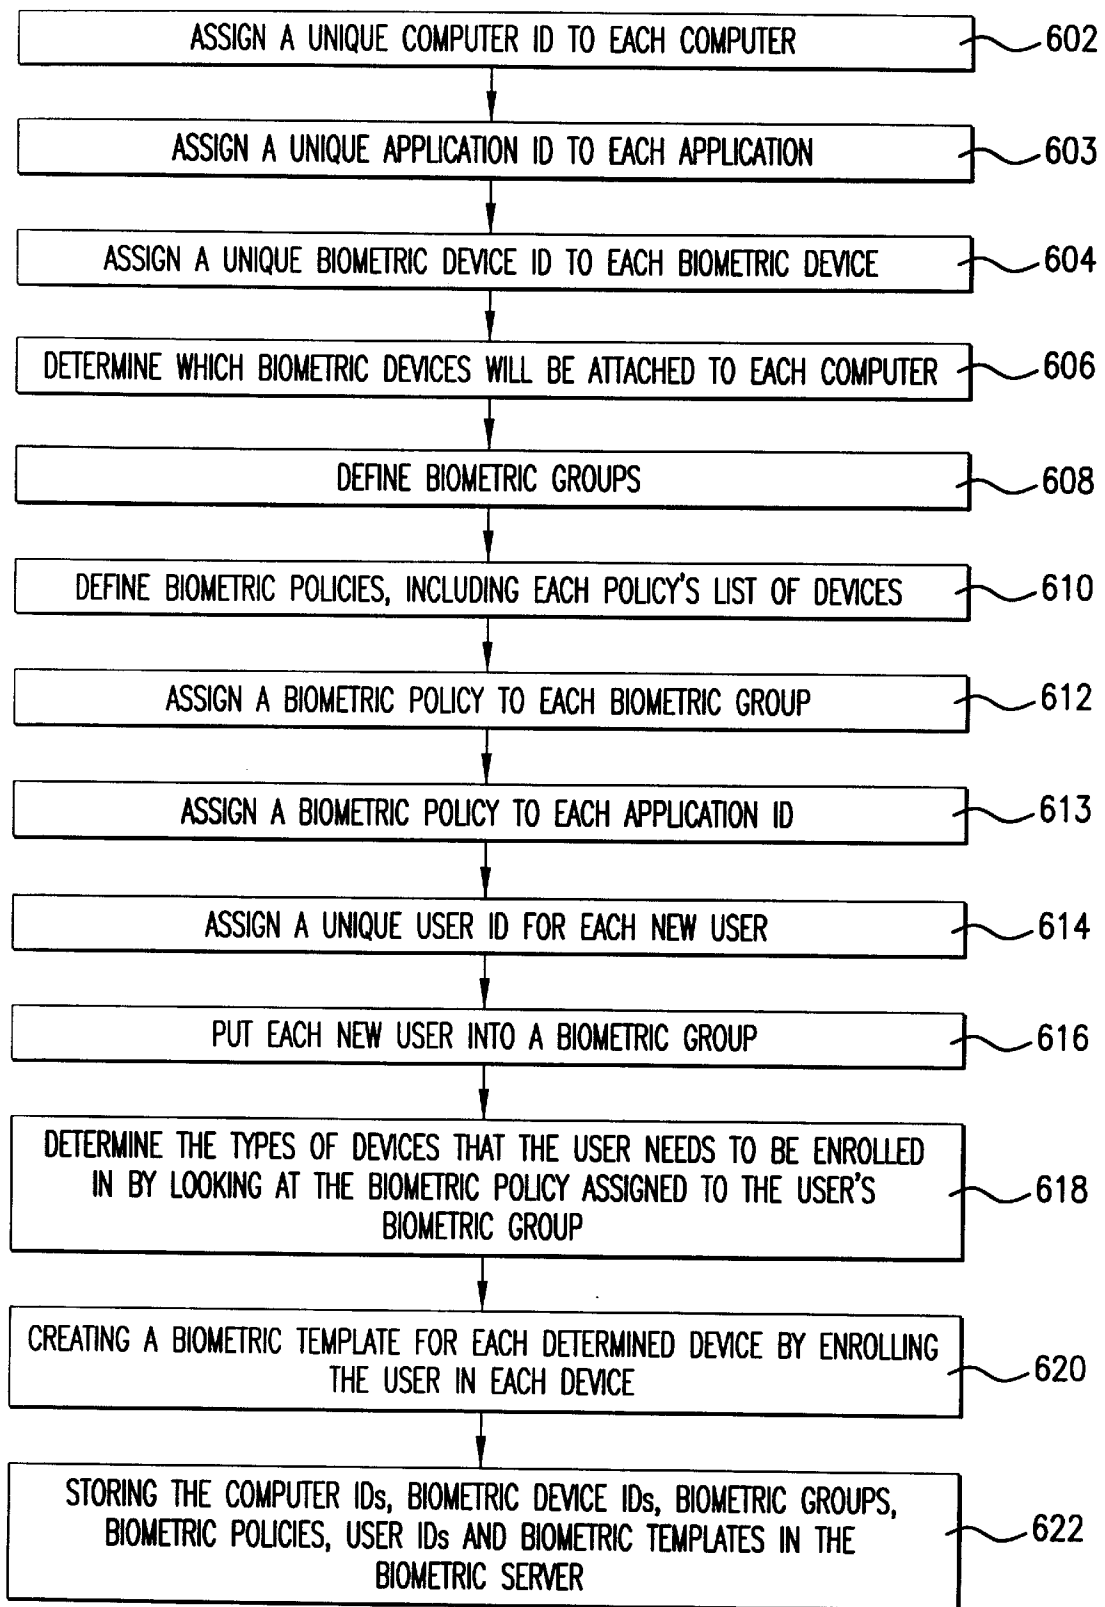 ASSIGN A UNIQUE COMPUTER ID TO EACH COMPUTER
602
ASSIGN A UNIQUE APPLICATION ID TO EACH APPLICATION
603
ASSIGN A UNIQUE BIOMETRIC DEVICE ID TO EACH BIOMETRIC DEVICE
604
DETERMINE WHICH BIOMETRIC DEVICES WILL BE ATTACHED TO EACH COMPUTER
606
DEFINE BIOMETRIC GROUPS
608
DEFINE BIOMETRIC POLICIES, INCLUDING EACH POLICY'S LIST OF DEVICES
610
ASSIGN A BIOMETRIC POLICY TO EACH BIOMETRIC GROUP
612
ASSIGN A BIOMETRIC POLICY TO EACH APPLICATION ID
613
ASSIGN A UNIQUE USER ID FOR EACH NEW USER
614
PUT EACH NEW USER INTO A BIOMETRIC GROUP
616
DETERMINE THE TYPES OF DEVICES THAT THE USER NEEDS TO BE ENROLLED
IN BY LOOKING AT THE BIOMETRIC POLICY ASSIGNED TO THE USER'S
BIOMETRIC GROUP
618
CREATING A BIOMETRIC TEMPLATE FOR EACH DETERMINED DEVICE BY ENROLLING
THE USER IN EACH DEVICE
620
STORING THE COMPUTER IDs, BIOMETRIC DEVICE IDs, BIOMETRIC GROUPS,
BIOMETRIC POLICIES, USER IDs AND BIOMETRIC TEMPLATES IN THE
BIOMETRIC SERVER
622